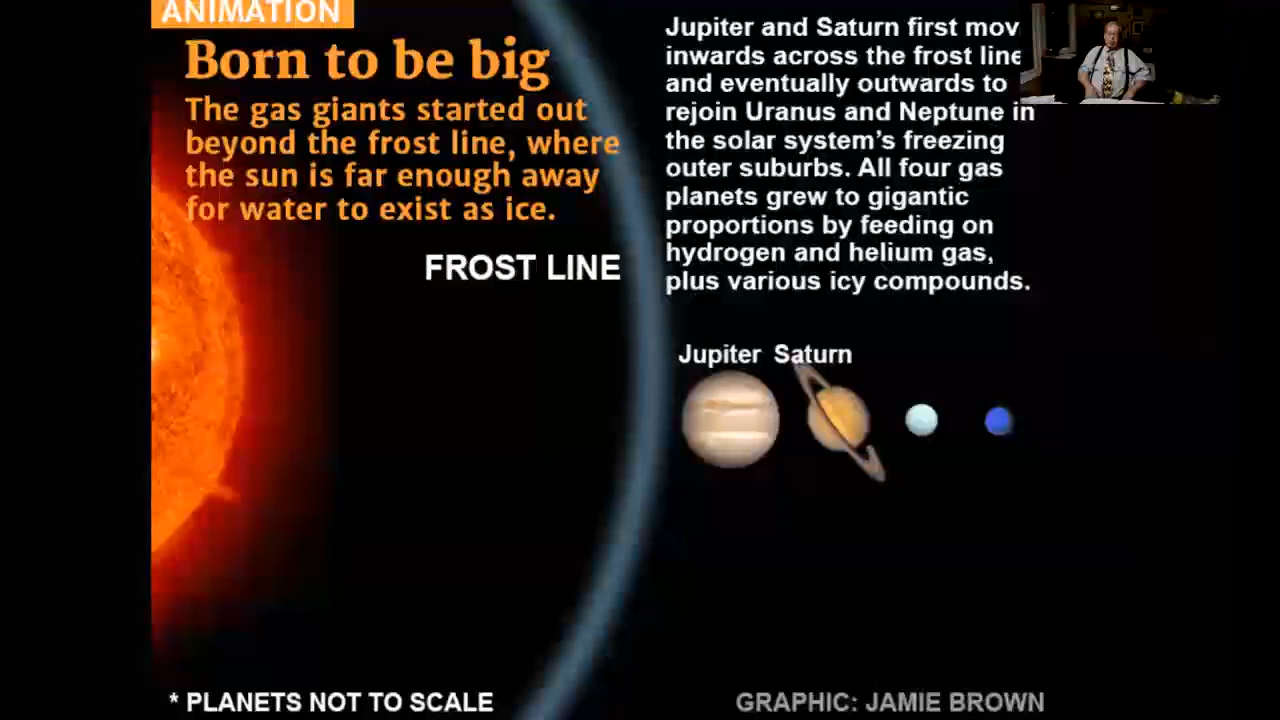 ANIMATION
Born to be big
The gas giants started out
beyond the frost line, where
the sun is far enough away
for water to exist as ice.
FROST LINE
Jupiter and Saturn first mov
inwards across the frost line
and eventually outwards to
rejoin Uranus and Neptune in
the solar system's freezing
outer suburbs. All four gas
planets grew to gigantic
proportions by feeding on
hydrogen and helium gas,
plus various icy compounds.
Jupiter Saturn
* PLANETS NOT TO SCALE
GRAPHIC: JAMIE BROWN